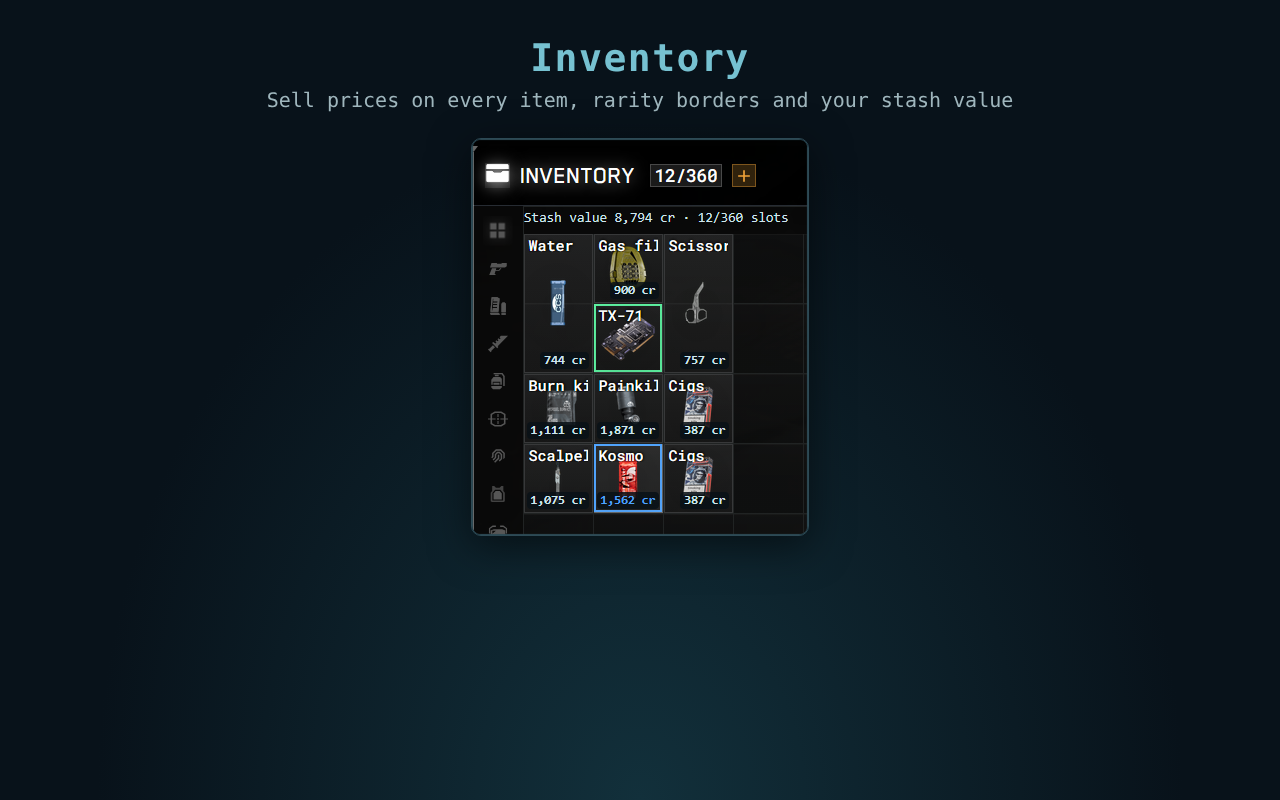 Inventory
Sell prices on every item, rarity borders and your stash value
INVENTORY 12/360 +
Stash value 8,794 cr · 12/360 slots
Water Gas fil Scissor
900 cr
TX-71
744 cr 757 cr
Burn ki Painkil Cigs
1,111 cr 1,871 cr 387 cr
Scalpel Kosmo Cigs
1,075 cr 1,562 cr 387 cr